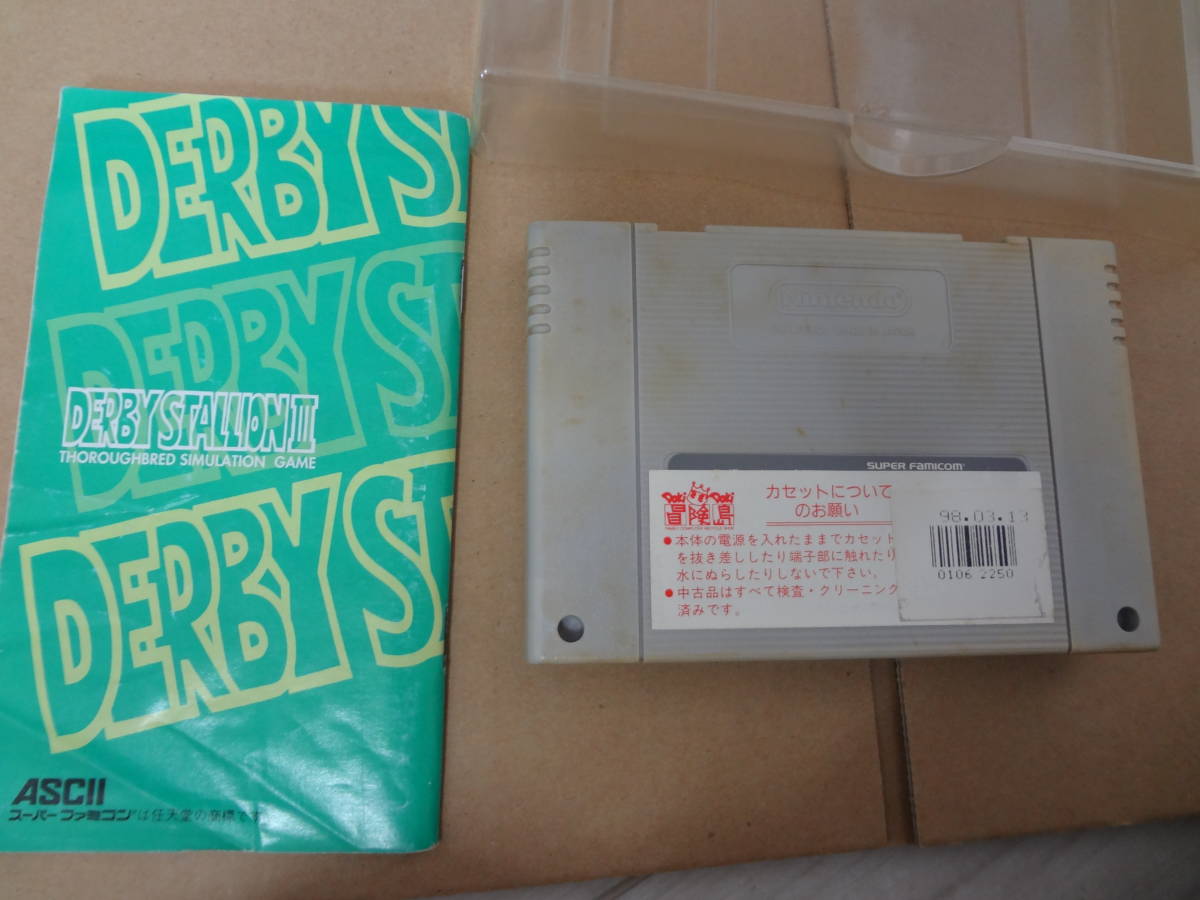 DERBY STALLION III
THOROUGHBRED SIMULATION GAME
DERBY
ASCII
スーパーファミコン は任天堂の商標です
Nintendo
SUPER FAMICOM
Doki Doki
冒険島
カセットについて
のお願い
●本体の電源を入れたままでカセット
を抜き差ししたり端子部に触れたり
水にぬらしたりしないで下さい。
●中古品はすべて検査・クリーニング
済みです。
98.03.13
0106 2250